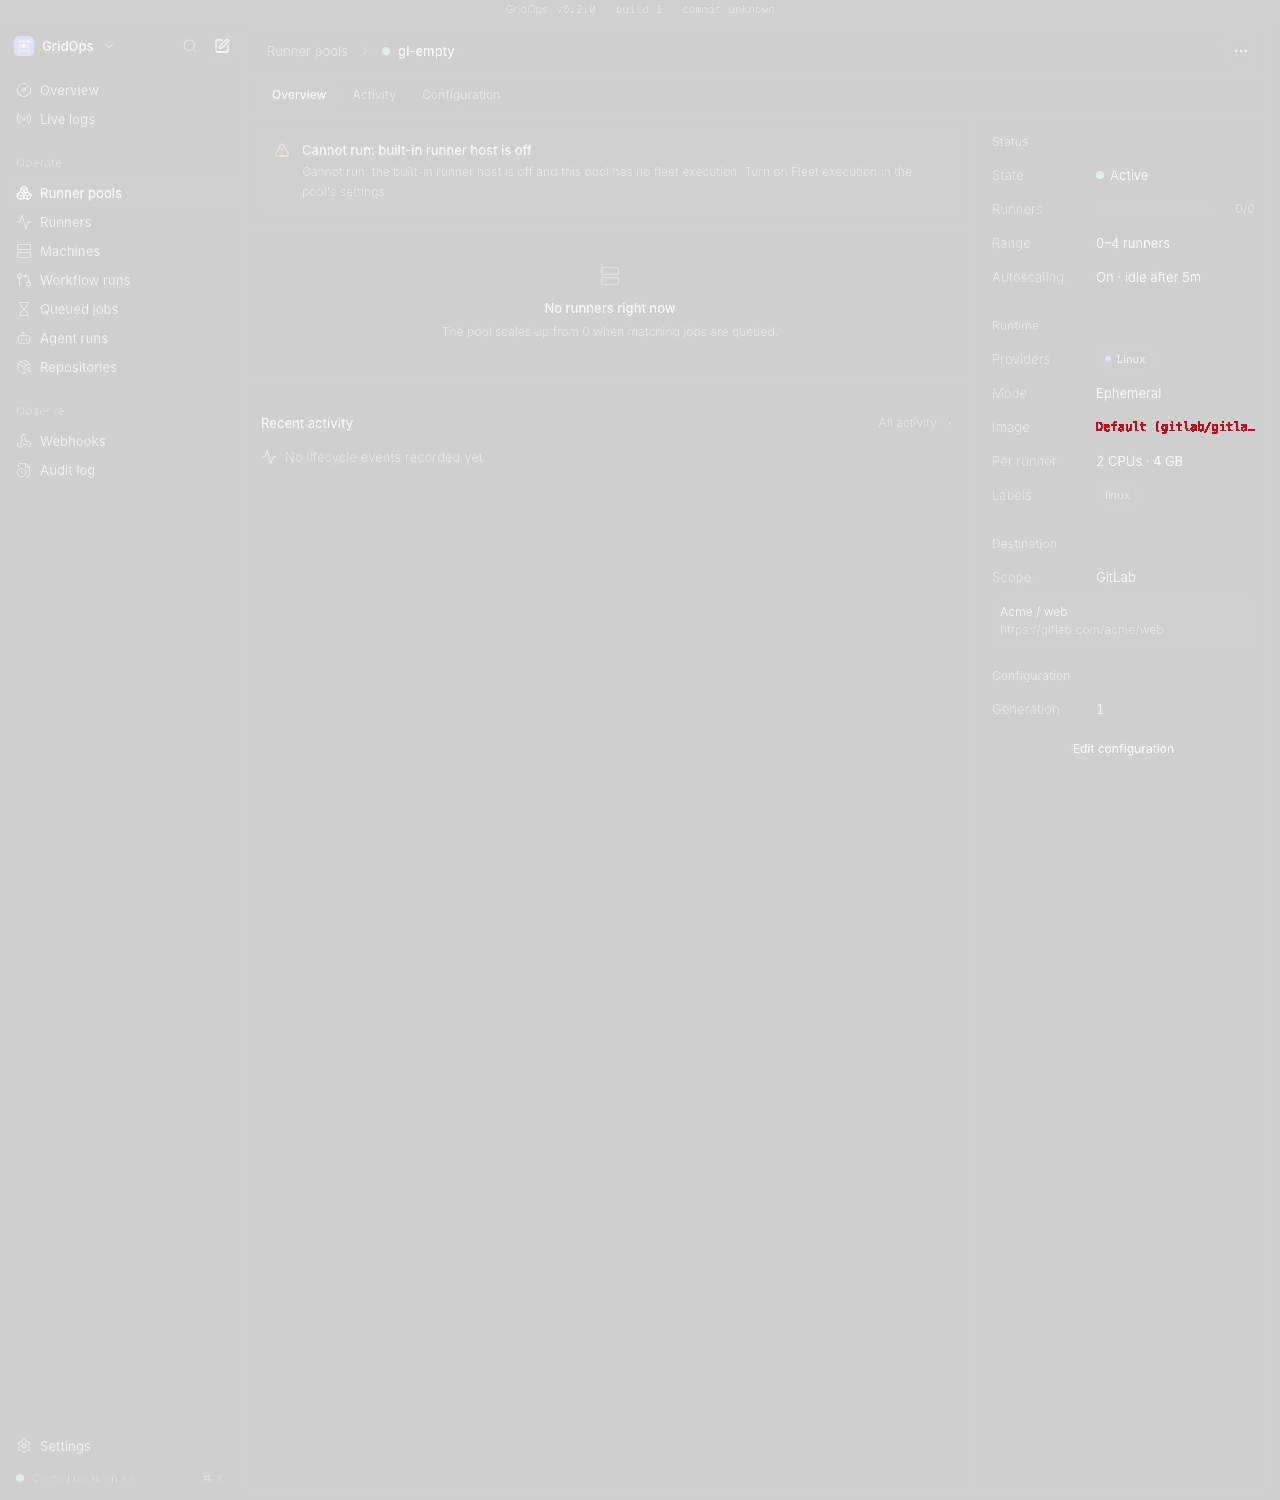 GridOps v0.2.0 · build 1 · commit unknown
GridOps
Overview
Live logs
Operate
Runner pools
Runners
Machines
Workflow runs
Queued jobs
Agent runs
Repositories
Observe
Webhooks
Audit log
Settings
Runner pools
gl-empty
Overview
Activity
Configuration
Cannot run: built-in runner host is off
Cannot run: the built-in runner host is off and this pool has no fleet execution. Turn on Fleet execution in the
pool's settings.
No runners right now
The pool scales up from 0 when matching jobs are queued.
Recent activity
All activity
No lifecycle events recorded yet.
Status
State Active
Runners 0/0
Range 0–4 runners
Autoscaling On · idle after 5m
Runtime
Providers Linux
Mode Ephemeral
Image Default (gitlab/gitla…
Per runner 2 CPUs · 4 GB
Labels linux
Destination
Scope GitLab
Acme / web
https://gitlab.com/acme/web
Configuration
Generation 1
Edit configuration